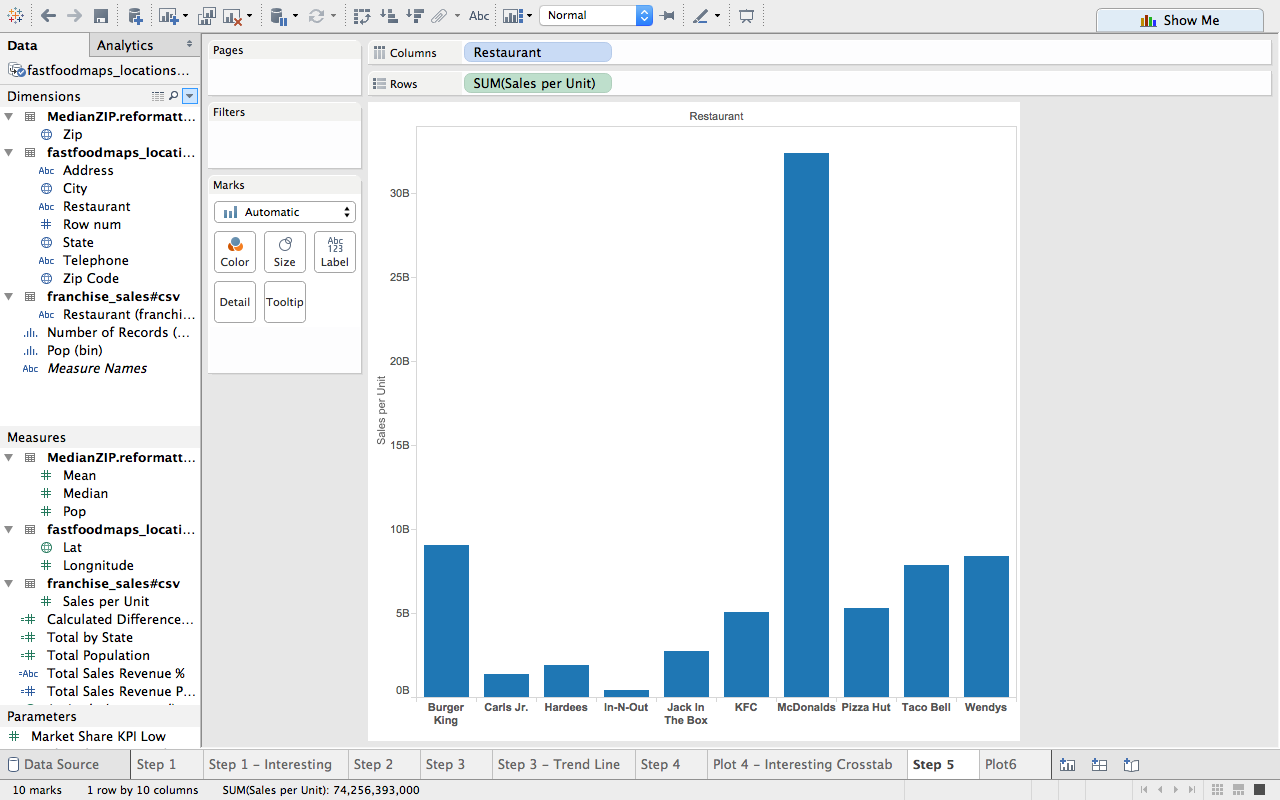 Abc
Normal
Show Me
Data
Analytics
fastfoodmaps_locations...
Dimensions
MedianZIP.reformatt...
Zip
fastfoodmaps_locati...
Abc Address
City
Abc Restaurant
Row num
State
Abc Telephone
Zip Code
franchise_sales#csv
Abc Restaurant (franchi...
Number of Records (...
Pop (bin)
Abc Measure Names
Measures
MedianZIP.reformatt...
Mean
Median
Pop
fastfoodmaps_locati...
Lat
Longnitude
franchise_sales#csv
Sales per Unit
Calculated Difference...
Total by State
Total Population
=Abc Total Sales Revenue %
Total Sales Revenue P...
Parameters
Market Share KPI Low
Pages
Filters
Marks
Automatic
Color
Size
Abc
123
Label
Detail
Tooltip
Columns
Restaurant
Rows
SUM(Sales per Unit)
Restaurant
Sales per Unit
30B
25B
20B
15B
10B
5B
0B
Burger
King
Carls Jr.
Hardees
In-N-Out
Jack In
The Box
KFC
McDonalds
Pizza Hut
Taco Bell
Wendys
Data Source
Step 1
Step 1 - Interesting
Step 2
Step 3
Step 3 - Trend Line
Step 4
Plot 4 - Interesting Crosstab
Step 5
Plot6
10 marks
1 row by 10 columns
SUM(Sales per Unit): 74,256,393,000